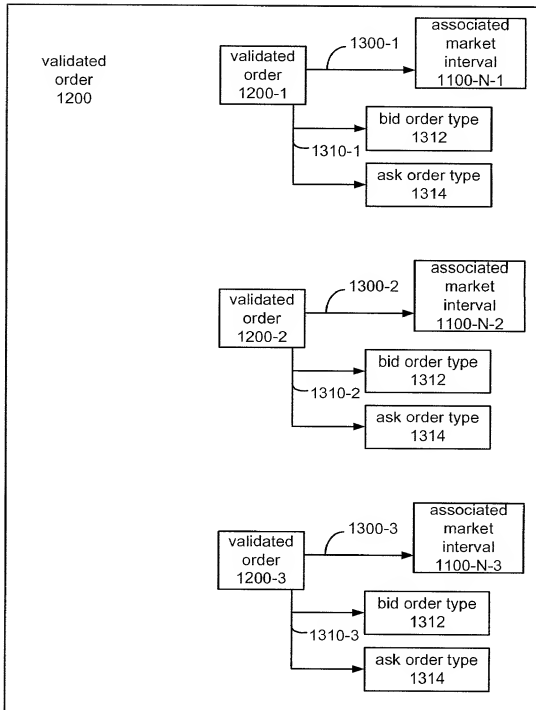 validated
order
1200
validated
order
1200-1
1300-1
associated
market
interval
1100-N-1
bid order type
1312
1310-1
ask order type
1314
validated
order
1200-2
1300-2
associated
market
interval
1100-N-2
bid order type
1312
1310-2
ask order type
1314
validated
order
1200-3
1300-3
associated
market
interval
1100-N-3
bid order type
1312
1310-3
ask order type
1314